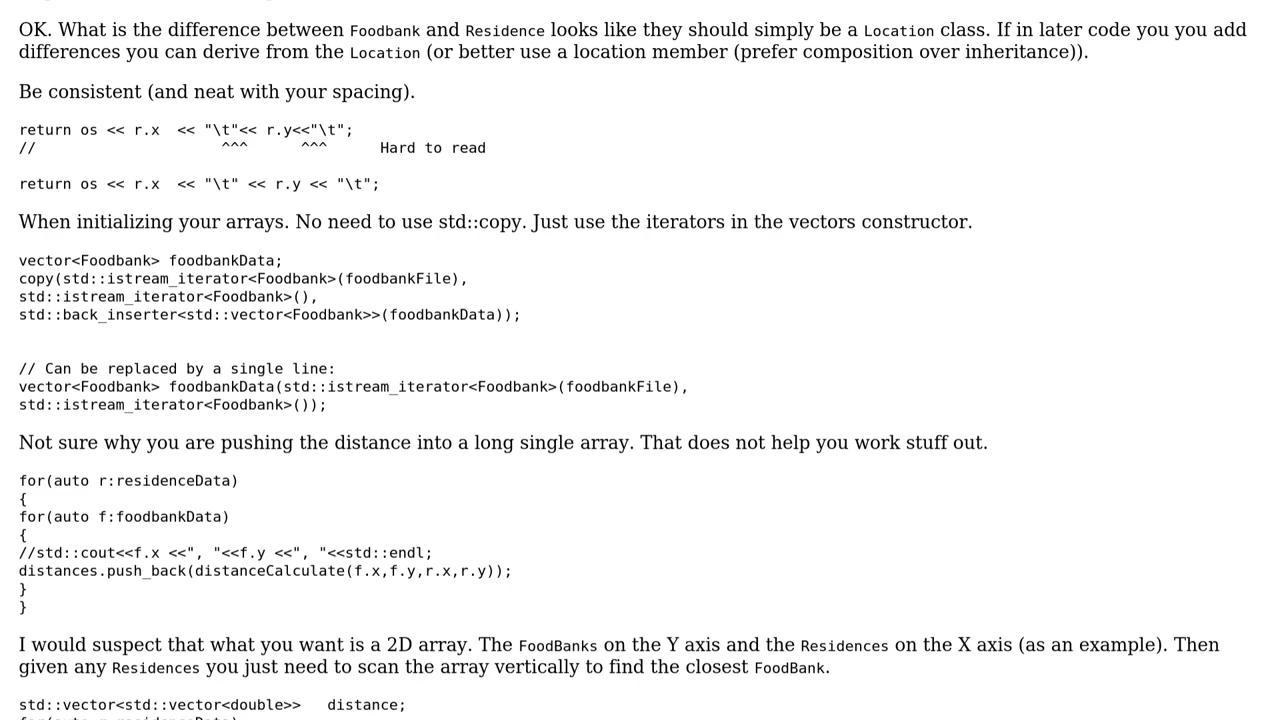 OK. What is the difference between Foodbank and Residence looks like they should simply be a Location class. If in later code you you add
differences you can derive from the Location (or better use a location member (prefer composition over inheritance)).
Be consistent (and neat with your spacing).
return os << r.x  << "\t"<< r.y<<"\t";
//                     ^^^      ^^^      Hard to read
return os << r.x  << "\t" << r.y << "\t";
When initializing your arrays. No need to use std::copy. Just use the iterators in the vectors constructor.
vector<Foodbank> foodbankData;
copy(std::istream_iterator<Foodbank>(foodbankFile),
std::istream_iterator<Foodbank>(),
std::back_inserter<std::vector<Foodbank>>(foodbankData));
// Can be replaced by a single line:
vector<Foodbank> foodbankData(std::istream_iterator<Foodbank>(foodbankFile),
std::istream_iterator<Foodbank>());
Not sure why you are pushing the distance into a long single array. That does not help you work stuff out.
for(auto r:residenceData)
{
for(auto f:foodbankData)
{
//std::cout<<f.x <<", "<<f.y <<", "<<std::endl;
distances.push_back(distanceCalculate(f.x,f.y,r.x,r.y));
}
}
I would suspect that what you want is a 2D array. The FoodBanks on the Y axis and the Residences on the X axis (as an example). Then
given any Residences you just need to scan the array vertically to find the closest FoodBank.
std::vector<std::vector<double>>   distance;